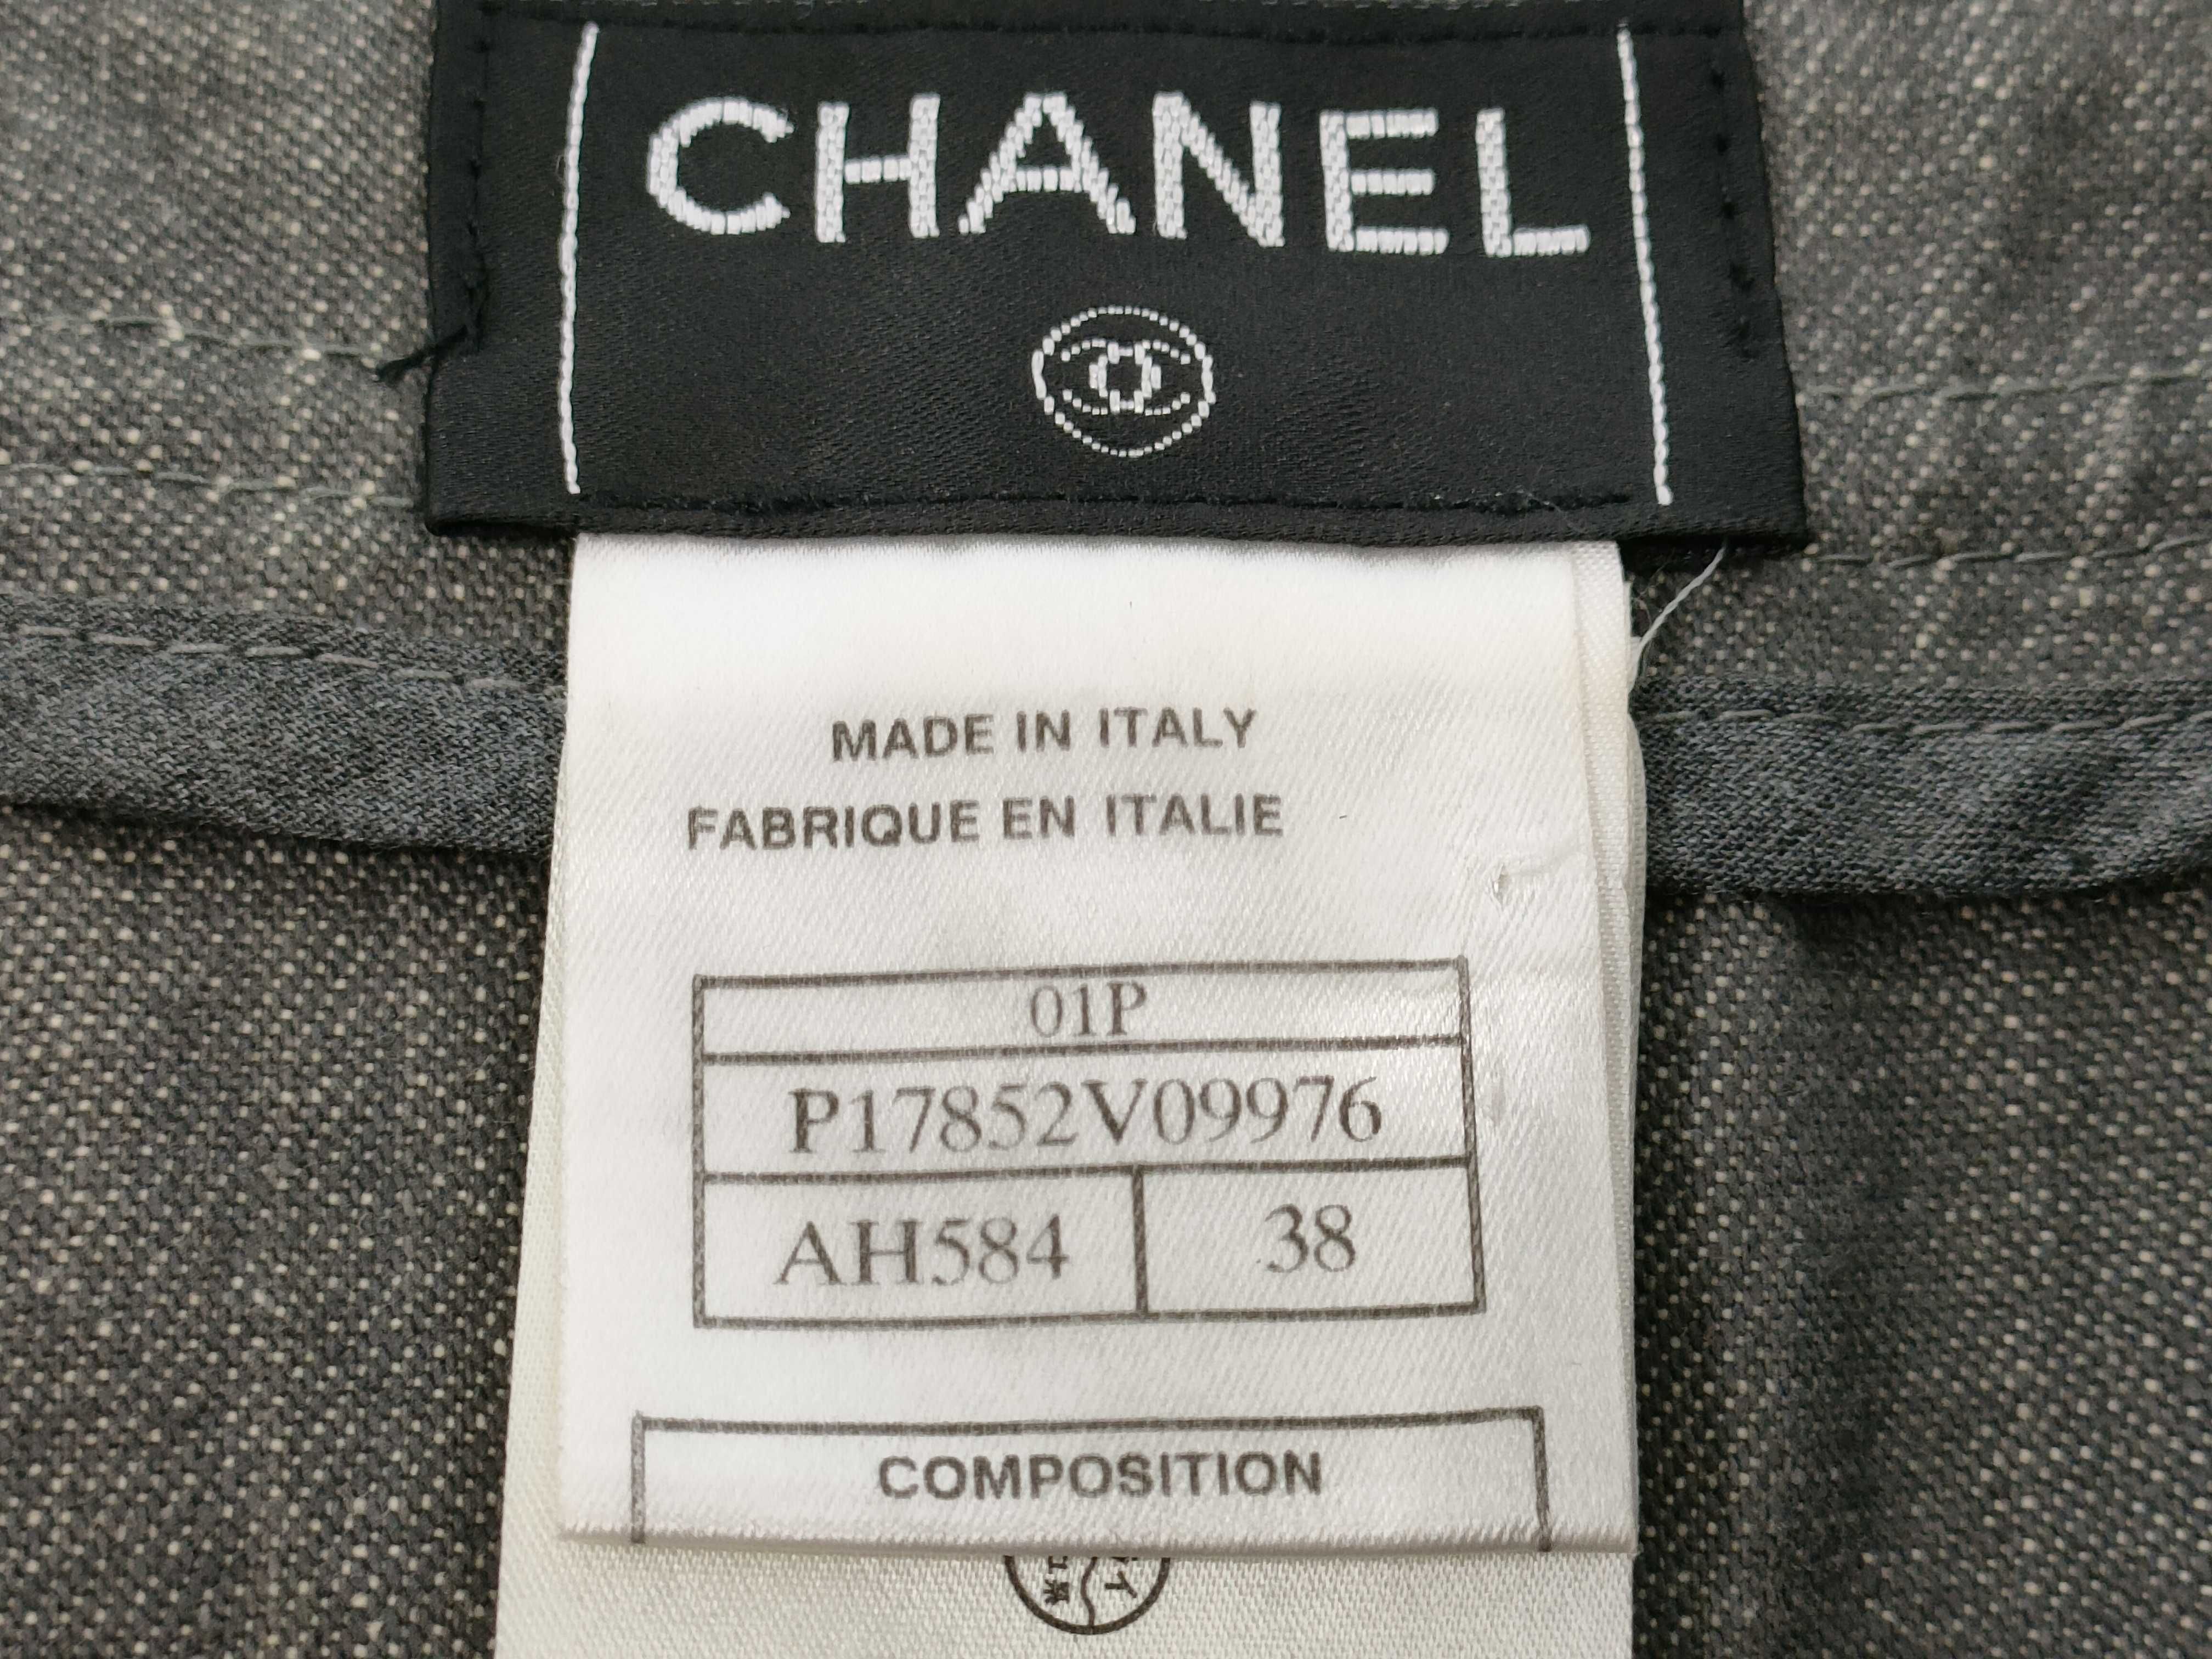 CHANEL
MADE IN ITALY
FABRIQUE EN ITALIE
01P
P17852V09976
AH584 38
COMPOSITION